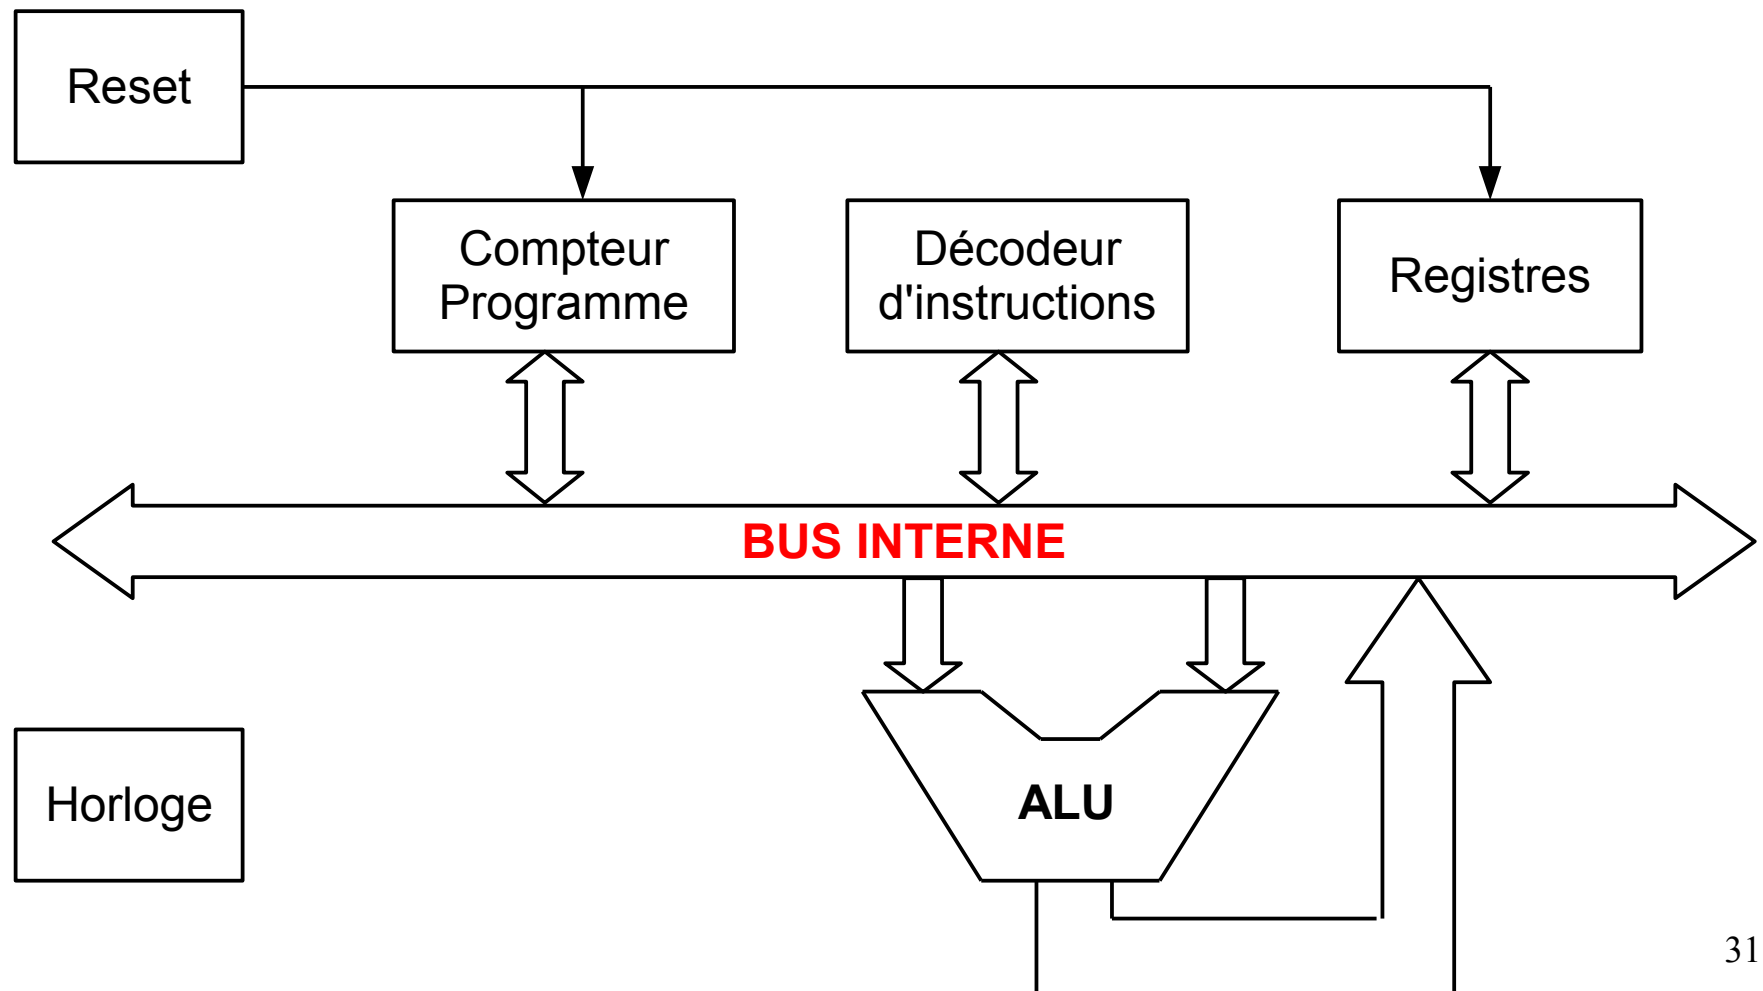 Reset
Compteur
Programme
Décodeur
d'instructions
Registres
BUS INTERNE
ALU
Horloge
31